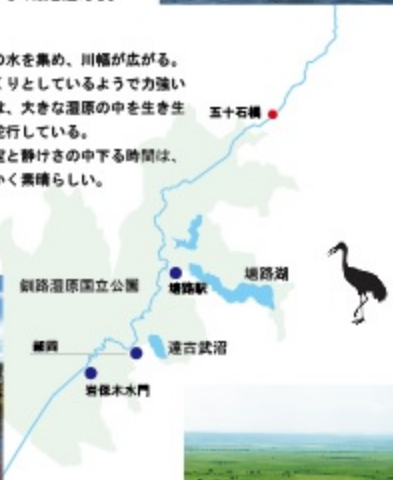 の水を集め、川幅が広がる。
くりとしているようで力強い
は、大きな湿原の中を生き生
蛇行している。
と静けさの中下る時間は、
かく素晴らしい。
五十石橋
塘路湖
釧路湿原国立公園
塘路駅
細岡
達古武沼
岩保木水門